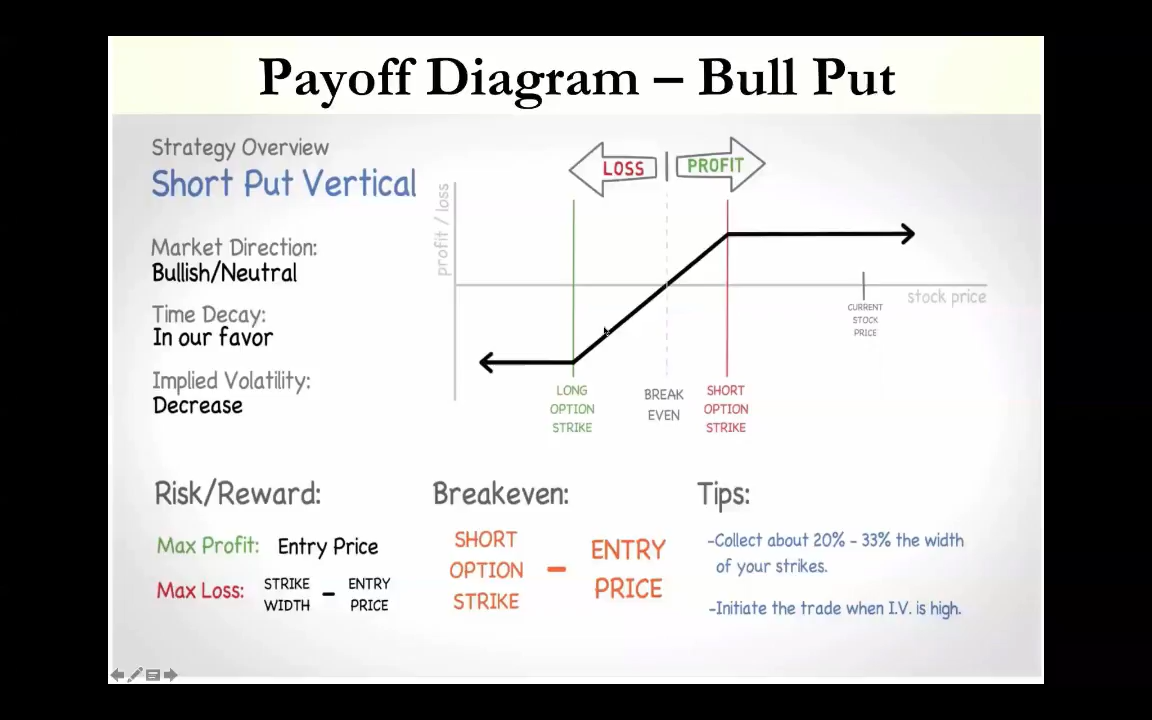 Payoff Diagram – Bull Put
Strategy Overview
Short Put Vertical
Market Direction:
Bullish/Neutral
Time Decay:
In our favor
Implied Volatility:
Decrease
profit / loss
LOSS
PROFIT
stock price
CURRENT
STOCK
PRICE
LONG
OPTION
STRIKE
BREAK
EVEN
SHORT
OPTION
STRIKE
Risk/Reward:
Max Profit: Entry Price
Max Loss: STRIKE WIDTH – ENTRY PRICE
Breakeven:
SHORT
OPTION
STRIKE
–
ENTRY
PRICE
Tips:
-Collect about 20% - 33% the width
of your strikes.
-Initiate the trade when I.V. is high.